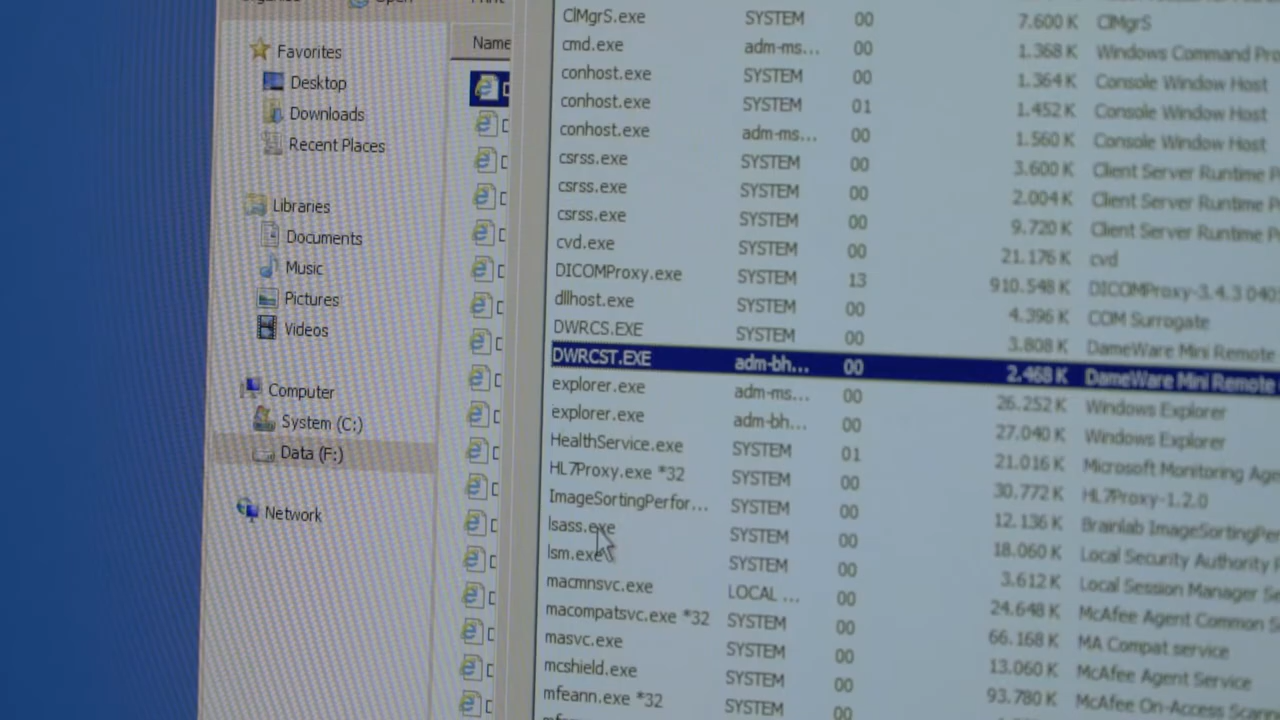 Open
Print
Favorites
Desktop
Downloads
Recent Places
Libraries
Documents
Music
Pictures
Videos
Computer
System (C:)
Data (F:)
Network
Name
ClMgrS.exe SYSTEM 00 7.600 K ClMgrS
cmd.exe adm-ms... 00 1.368 K Windows Command Pro
conhost.exe SYSTEM 00 1.364 K Console Window Host
conhost.exe SYSTEM 01 1.452 K Console Window Host
conhost.exe adm-ms... 00 1.560 K Console Window Host
csrss.exe SYSTEM 00 3.600 K Client Server Runtime P
csrss.exe SYSTEM 00 2.004 K Client Server Runtime P
csrss.exe SYSTEM 00 9.720 K Client Server Runtime P
cvd.exe SYSTEM 00 21.176 K cvd
DICOMProxy.exe SYSTEM 13 910.548 K DICOMProxy-3.4.3 040
dllhost.exe SYSTEM 00 4.396 K COM Surrogate
DWRCS.EXE SYSTEM 00 3.808 K DameWare Mini Remote
DWRCST.EXE adm-bh... 00 2.468 K DameWare Mini Remote
explorer.exe adm-ms... 00 26.252 K Windows Explorer
explorer.exe adm-bh... 00 27.040 K Windows Explorer
HealthService.exe SYSTEM 01 21.016 K Microsoft Monitoring Age
HL7Proxy.exe *32 SYSTEM 00 30.772 K HL7Proxy-1.2.0
ImageSortingPerfor... SYSTEM 00 12.136 K Brainlab ImageSortingPer
lsass.exe SYSTEM 00 18.060 K Local Security Authority P
lsm.exe SYSTEM 00 3.612 K Local Session Manager Se
macmnsvc.exe LOCAL ... 00 24.648 K McAfee Agent Common S
macompatsvc.exe *32 SYSTEM 00 66.168 K MA Compat service
masvc.exe SYSTEM 00 13.060 K McAfee Agent Service
mcshield.exe SYSTEM 00 93.780 K McAfee On-Access Scann
mfeann.exe *32 SYSTEM 00